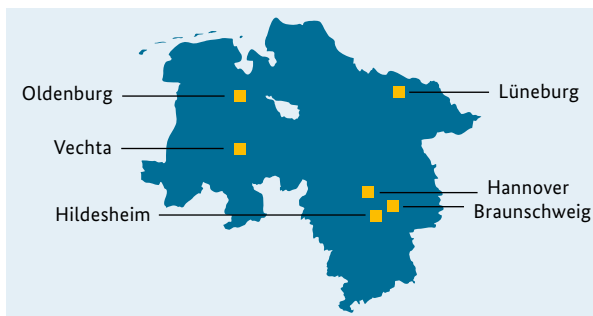 Oldenburg
Lüneburg
Vechta
Hannover
Hildesheim
Braunschweig